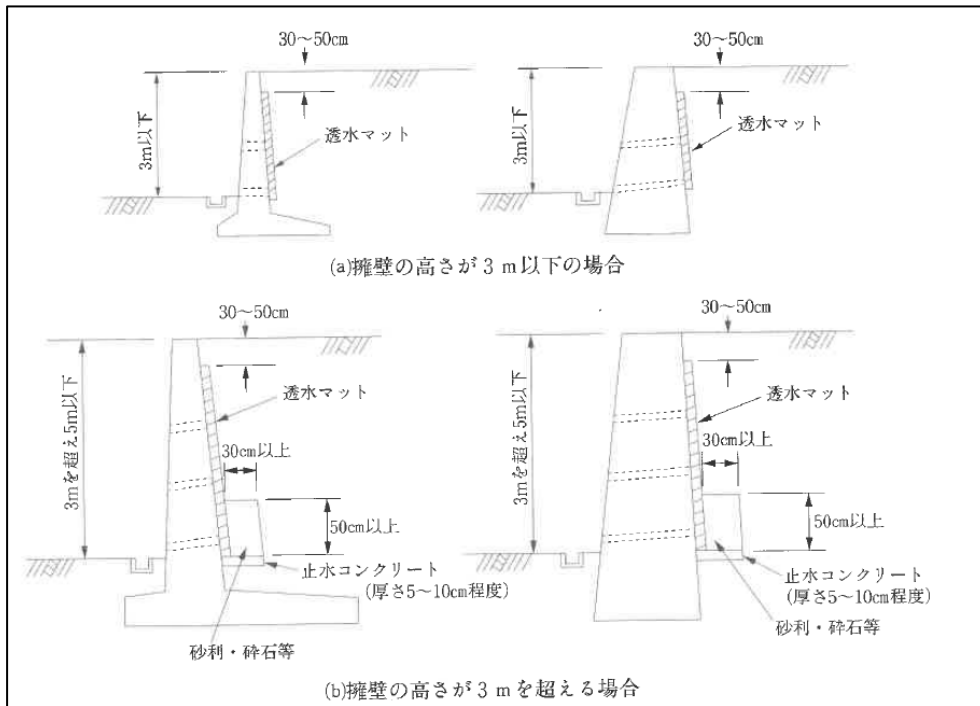 30～50cm
30～50cm
3m以下
透水マット
3m以下
透水マット
(a)擁壁の高さが3m以下の場合
30～50cm
30～50cm
3mを超え5m以下
透水マット
30cm以上
50cm以上
止水コンクリート
(厚さ5～10cm程度)
砂利・砕石等
3mを超え5m以下
透水マット
30cm以上
50cm以上
止水コンクリート
(厚さ5～10cm程度)
砂利・砕石等
(b)擁壁の高さが3mを超える場合